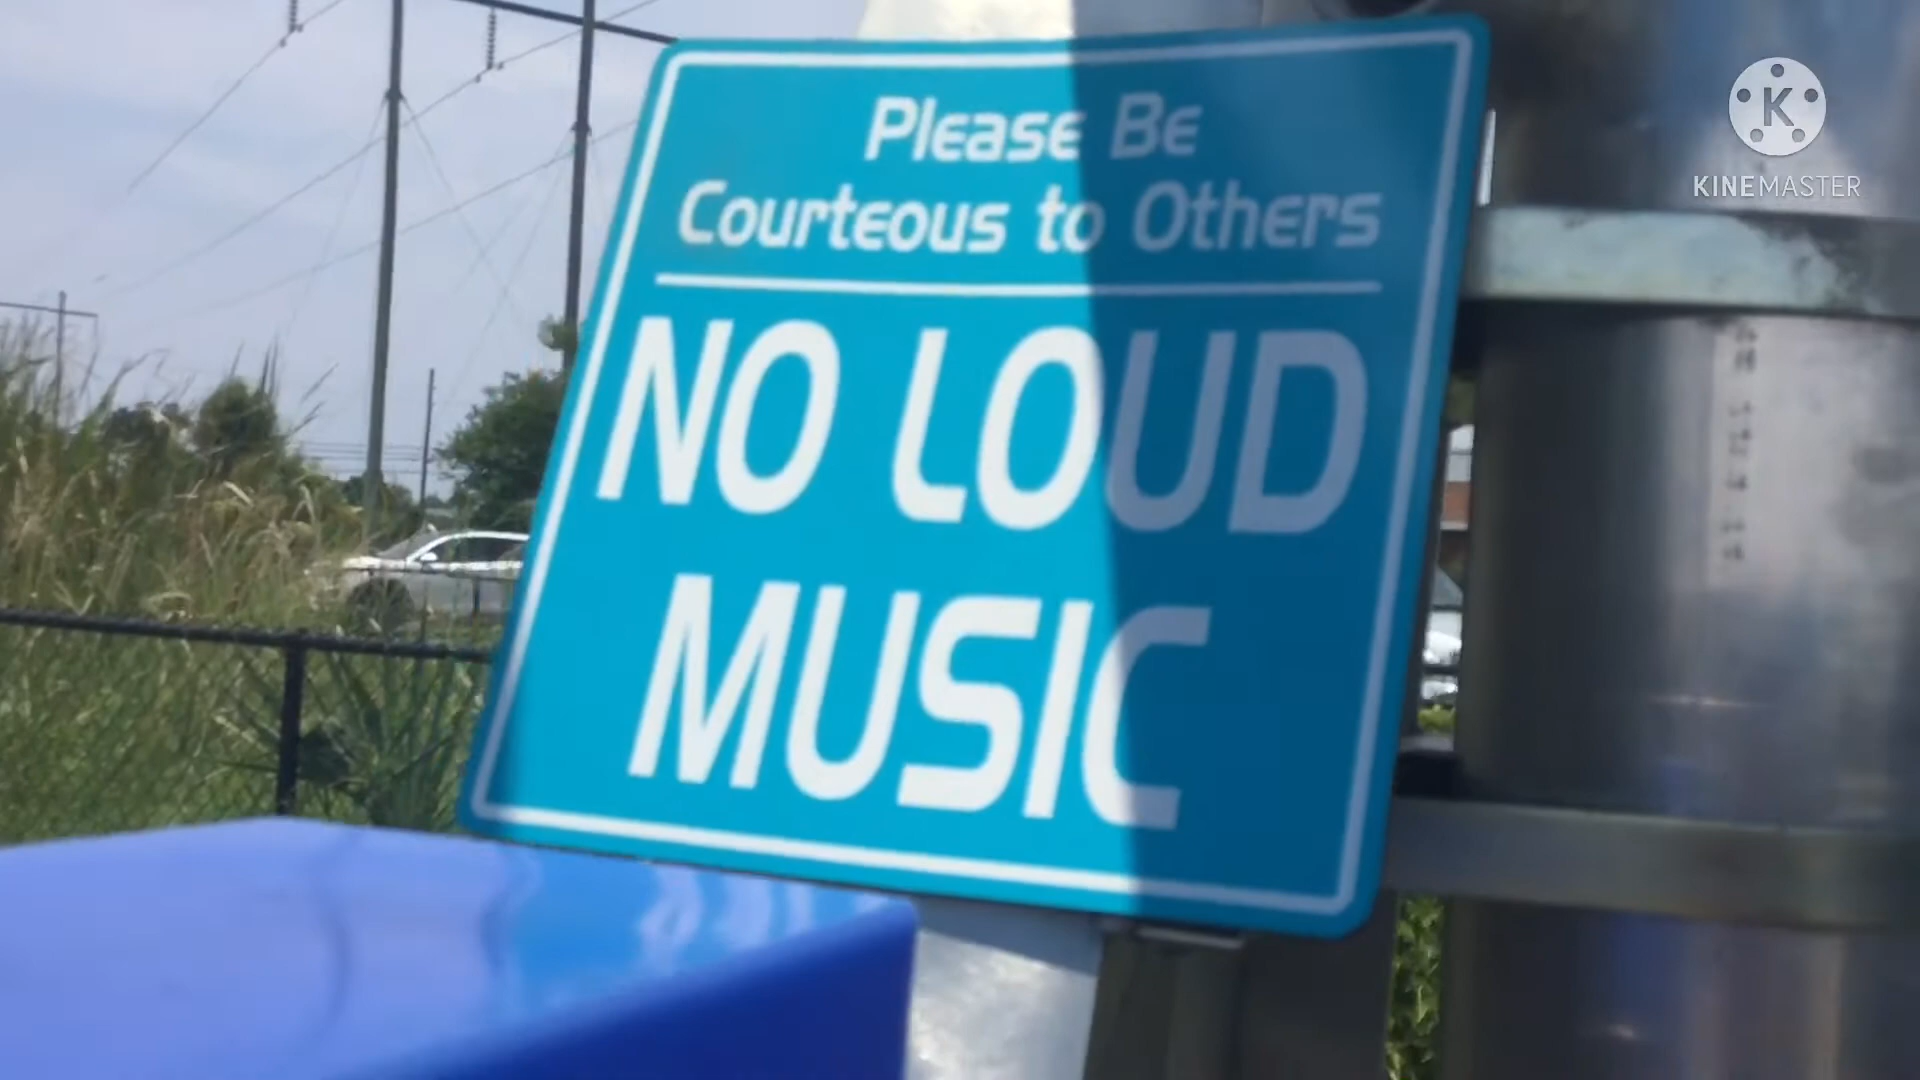 Please Be
Courteous to Others
NO LOUD
MUSIC
K
KINEMASTER